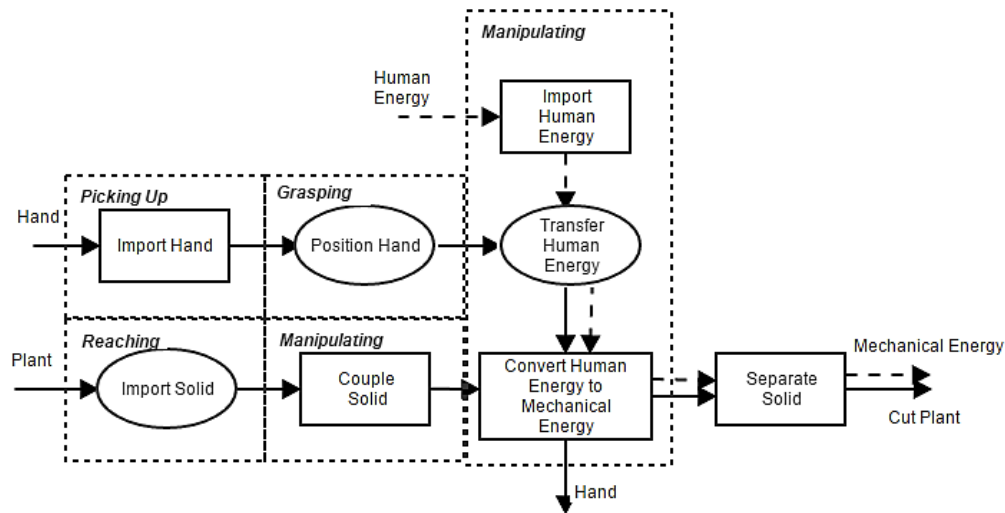 Manipulating
Human
Energy
Import
Human
Energy
Picking Up
Grasping
Hand
Import Hand
Position Hand
Transfer
Human
Energy
Reaching
Manipulating
Plant
Import Solid
Couple
Solid
Convert Human
Energy to
Mechanical
Energy
Separate
Solid
Mechanical Energy
Cut Plant
Hand